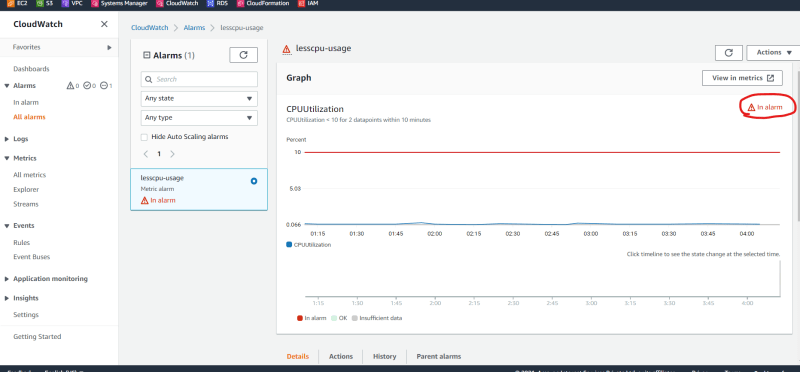 EC2 S3 VPC Systems Manager CloudWatch RDS CloudFormation IAM
CloudWatch
Favorites
Dashboards
Alarms 0 0 1
In alarm
All alarms
Logs
Metrics
All metrics
Explorer
Streams
Events
Rules
Event Buses
Application monitoring
Insights
Settings
Getting Started
CloudWatch > Alarms > lesscpu-usage
Alarms (1)
Search
Any state
Any type
Hide Auto Scaling alarms
< 1 >
lesscpu-usage
Metric alarm
In alarm
lesscpu-usage
Actions
Graph
View in metrics
CPUUtilization
In alarm
CPUUtilization < 10 for 2 datapoints within 10 minutes
Percent
10
5.03
0.066
01:15 01:30 01:45 02:00 02:15 02:30 02:45 03:00 03:15 03:30 03:45 04:00
CPUUtilization
Click timeline to see the state change at the selected time.
1:15 1:30 1:45 2:00 2:15 2:30 2:45 3:00 3:15 3:30 3:45 4:00
In alarm OK Insufficient data
Details Actions History Parent alarms